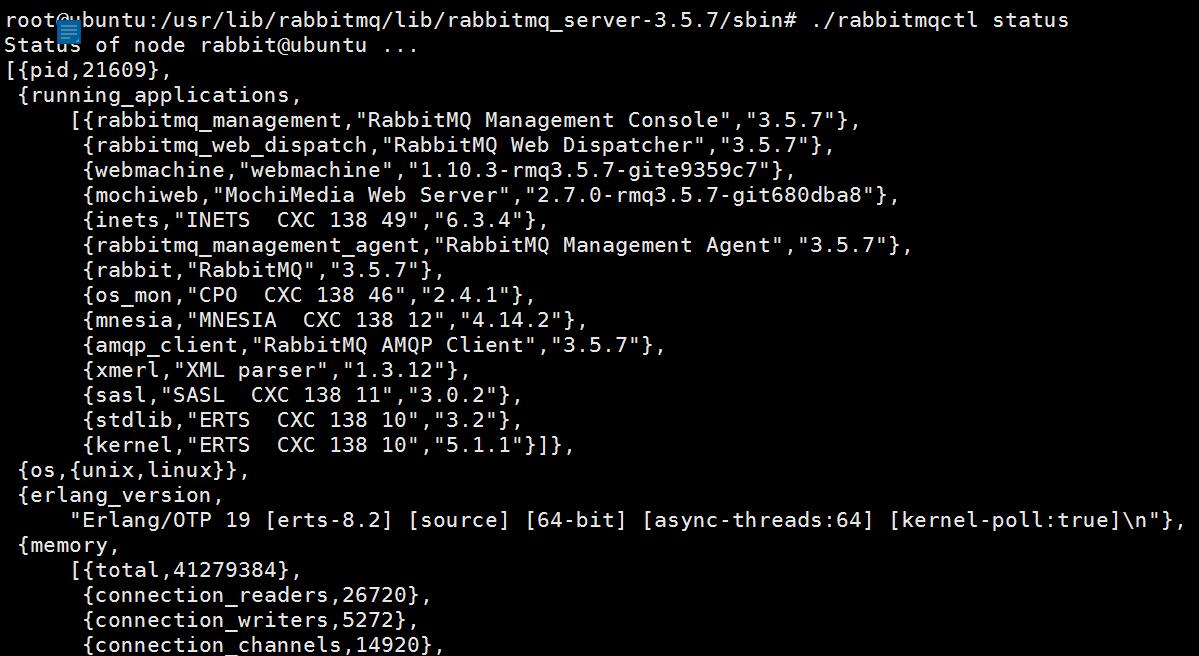 root@ubuntu:/usr/lib/rabbitmq/lib/rabbitmq_server-3.5.7/sbin# ./rabbitmqctl status
Status of node rabbit@ubuntu ...
[{pid,21609},
 {running_applications,
     [{rabbitmq_management,"RabbitMQ Management Console","3.5.7"},
      {rabbitmq_web_dispatch,"RabbitMQ Web Dispatcher","3.5.7"},
      {webmachine,"webmachine","1.10.3-rmq3.5.7-gite9359c7"},
      {mochiweb,"MochiMedia Web Server","2.7.0-rmq3.5.7-git680dba8"},
      {inets,"INETS  CXC 138 49","6.3.4"},
      {rabbitmq_management_agent,"RabbitMQ Management Agent","3.5.7"},
      {rabbit,"RabbitMQ","3.5.7"},
      {os_mon,"CPO  CXC 138 46","2.4.1"},
      {mnesia,"MNESIA  CXC 138 12","4.14.2"},
      {amqp_client,"RabbitMQ AMQP Client","3.5.7"},
      {xmerl,"XML parser","1.3.12"},
      {sasl,"SASL  CXC 138 11","3.0.2"},
      {stdlib,"ERTS  CXC 138 10","3.2"},
      {kernel,"ERTS  CXC 138 10","5.1.1"}]},
 {os,{unix,linux}},
 {erlang_version,
     "Erlang/OTP 19 [erts-8.2] [source] [64-bit] [async-threads:64] [kernel-poll:true]\n"},
 {memory,
     [{total,41279384},
      {connection_readers,26720},
      {connection_writers,5272},
      {connection_channels,14920},